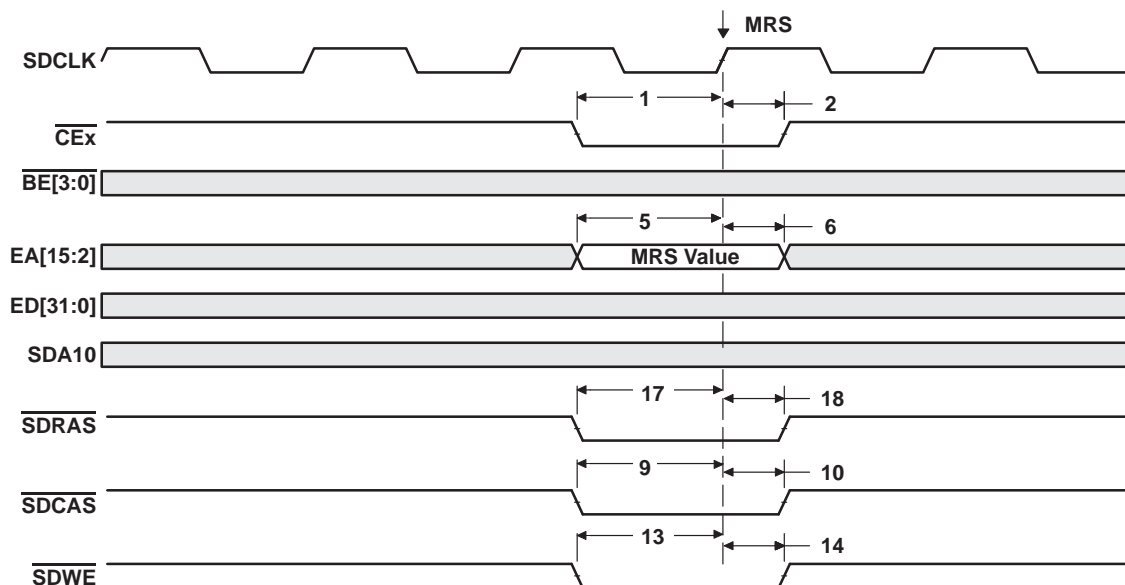 MRS
SDCLK
1 2
CEx
BE[3:0]
5 6
EA[15:2] MRS Value
ED[31:0]
SDA10
17 18
SDRAS
9 10
SDCAS
13 14
SDWE